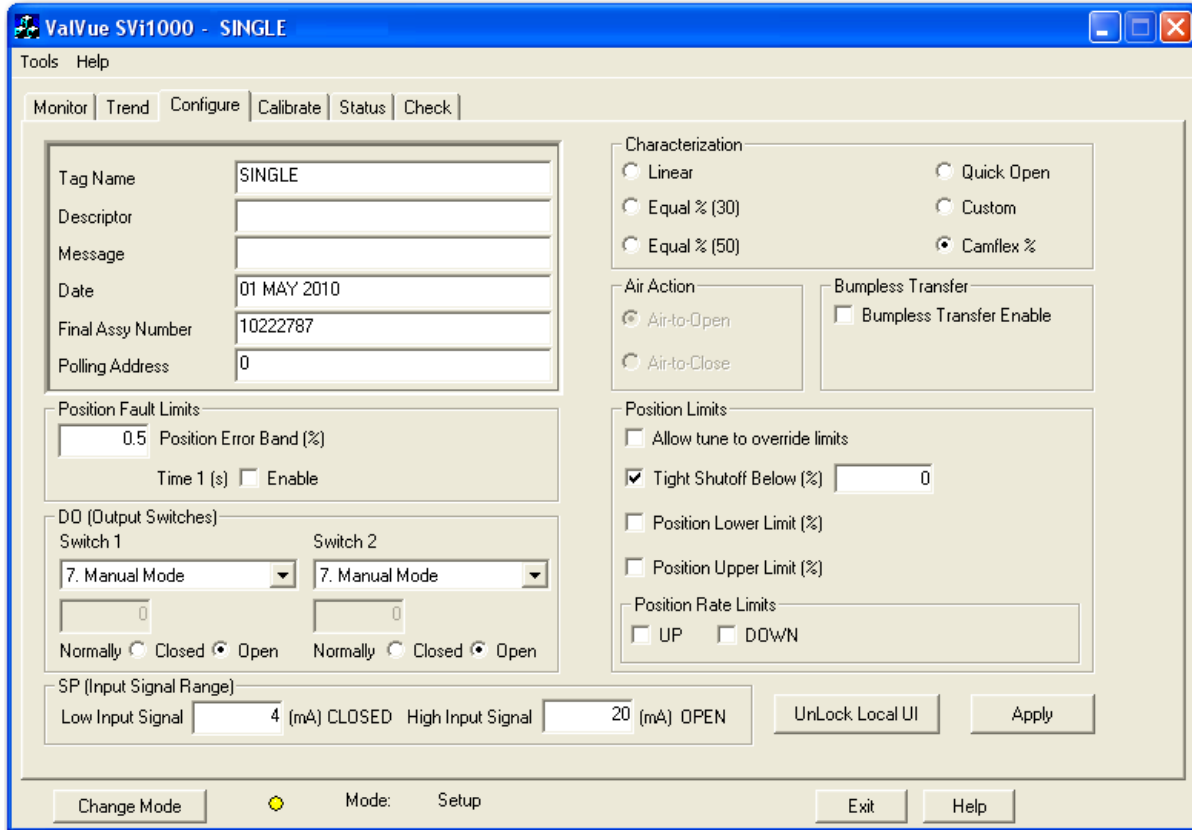 ValVue SVi1000 - SINGLE
Tools Help
Monitor Trend Configure Calibrate Status Check
Tag Name SINGLE
Descriptor
Message
Date 01 MAY 2010
Final Assy Number 10222787
Polling Address 0
Characterization
Linear Quick Open
Equal % (30) Custom
Equal % (50) Camflex %
Air Action
Air-to-Open
Air-to-Close
Bumpless Transfer
Bumpless Transfer Enable
Position Fault Limits
0.5 Position Error Band (%)
Time 1 (s) Enable
Position Limits
Allow tune to override limits
Tight Shutoff Below (%) 0
Position Lower Limit (%)
Position Upper Limit (%)
Position Rate Limits
UP DOWN
DO (Output Switches)
Switch 1 Switch 2
7. Manual Mode 7. Manual Mode
0 0
Normally Closed Open Normally Closed Open
SP (Input Signal Range)
Low Input Signal 4 (mA) CLOSED High Input Signal 20 (mA) OPEN
UnLock Local UI Apply
Change Mode Mode: Setup Exit Help